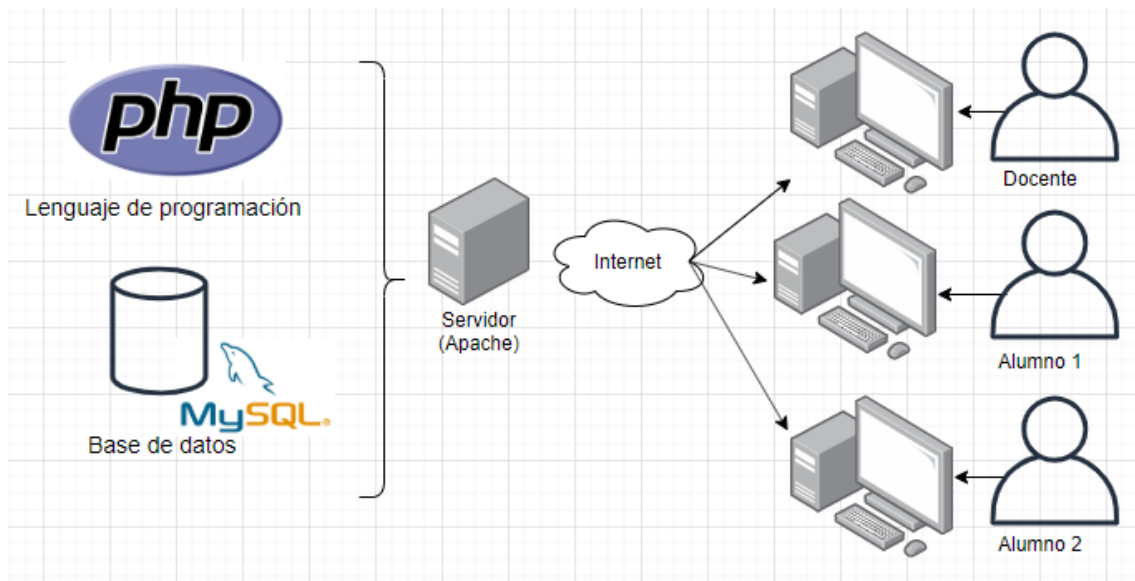 php
Lenguaje de programación
MySQL®
Base de datos
Servidor
(Apache)
Internet
Docente
Alumno 1
Alumno 2